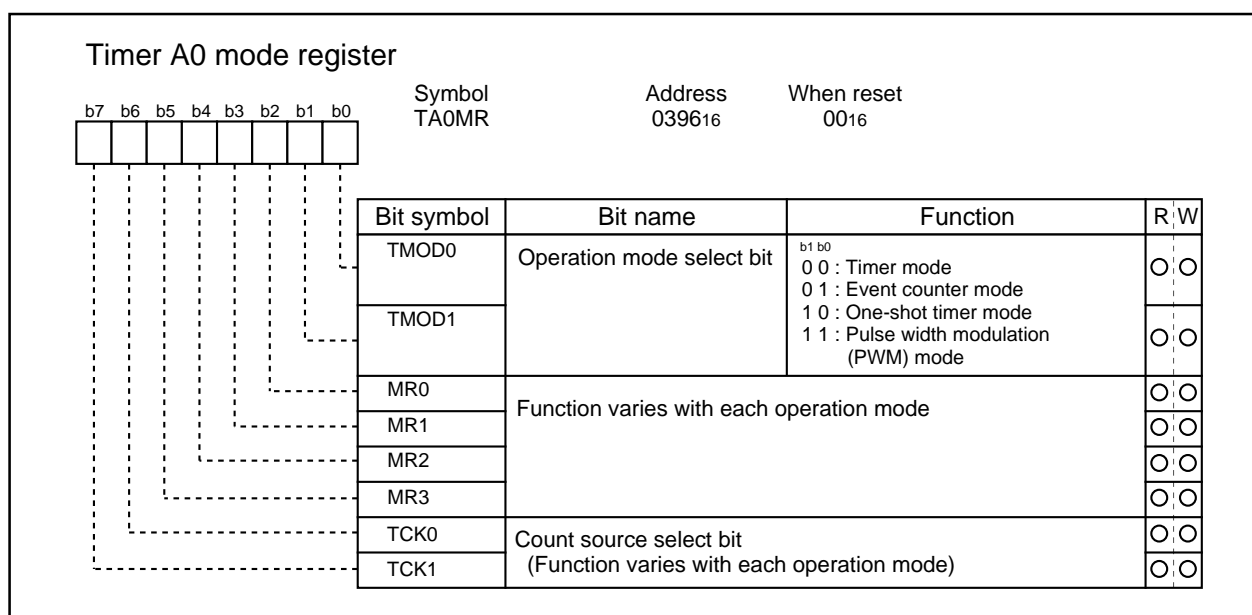 Timer A0 mode register
Symbol Address When reset
b7 b6 b5 b4 b3 b2 b1 b0
TA0MR 039616 0016
Bit symbol Bit name Function R W
TMOD0 Operation mode select bit b1 b0
0 0 : Timer mode
0 1 : Event counter mode
TMOD1 1 0 : One-shot timer mode
1 1 : Pulse width modulation
(PWM) mode
MR0 Function varies with each operation mode
MR1
MR2
MR3
TCK0 Count source select bit
TCK1 (Function varies with each operation mode)